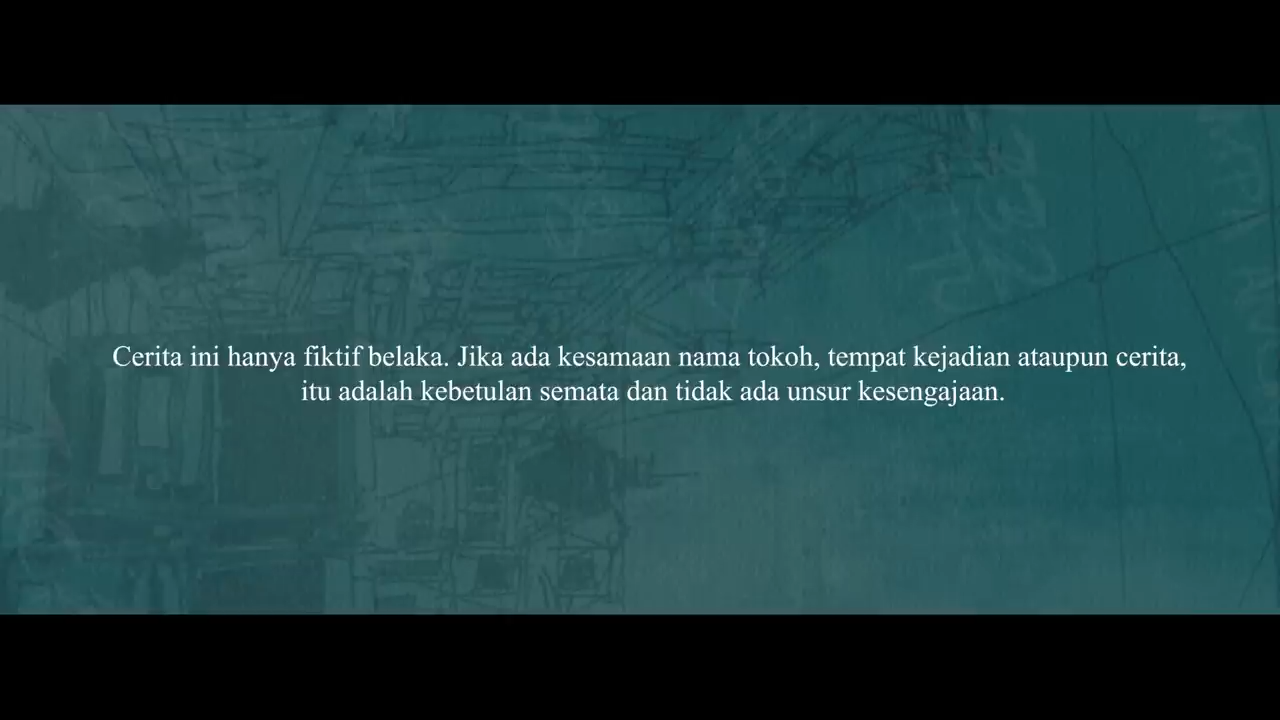 Cerita ini hanya fiktif belaka. Jika ada kesamaan nama tokoh, tempat kejadian ataupun cerita,
itu adalah kebetulan semata dan tidak ada unsur kesengajaan.